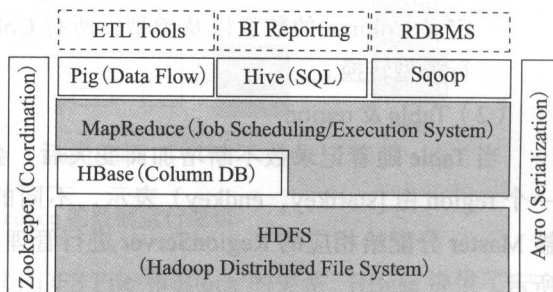 ETL Tools
BI Reporting
RDBMS
Pig (Data Flow)
Hive (SQL)
Sqoop
MapReduce (Job Scheduling/Execution System)
HBase (Column DB)
HDFS
(Hadoop Distributed File System)
Zookeeper (Coordination)
Avro (Serialization)